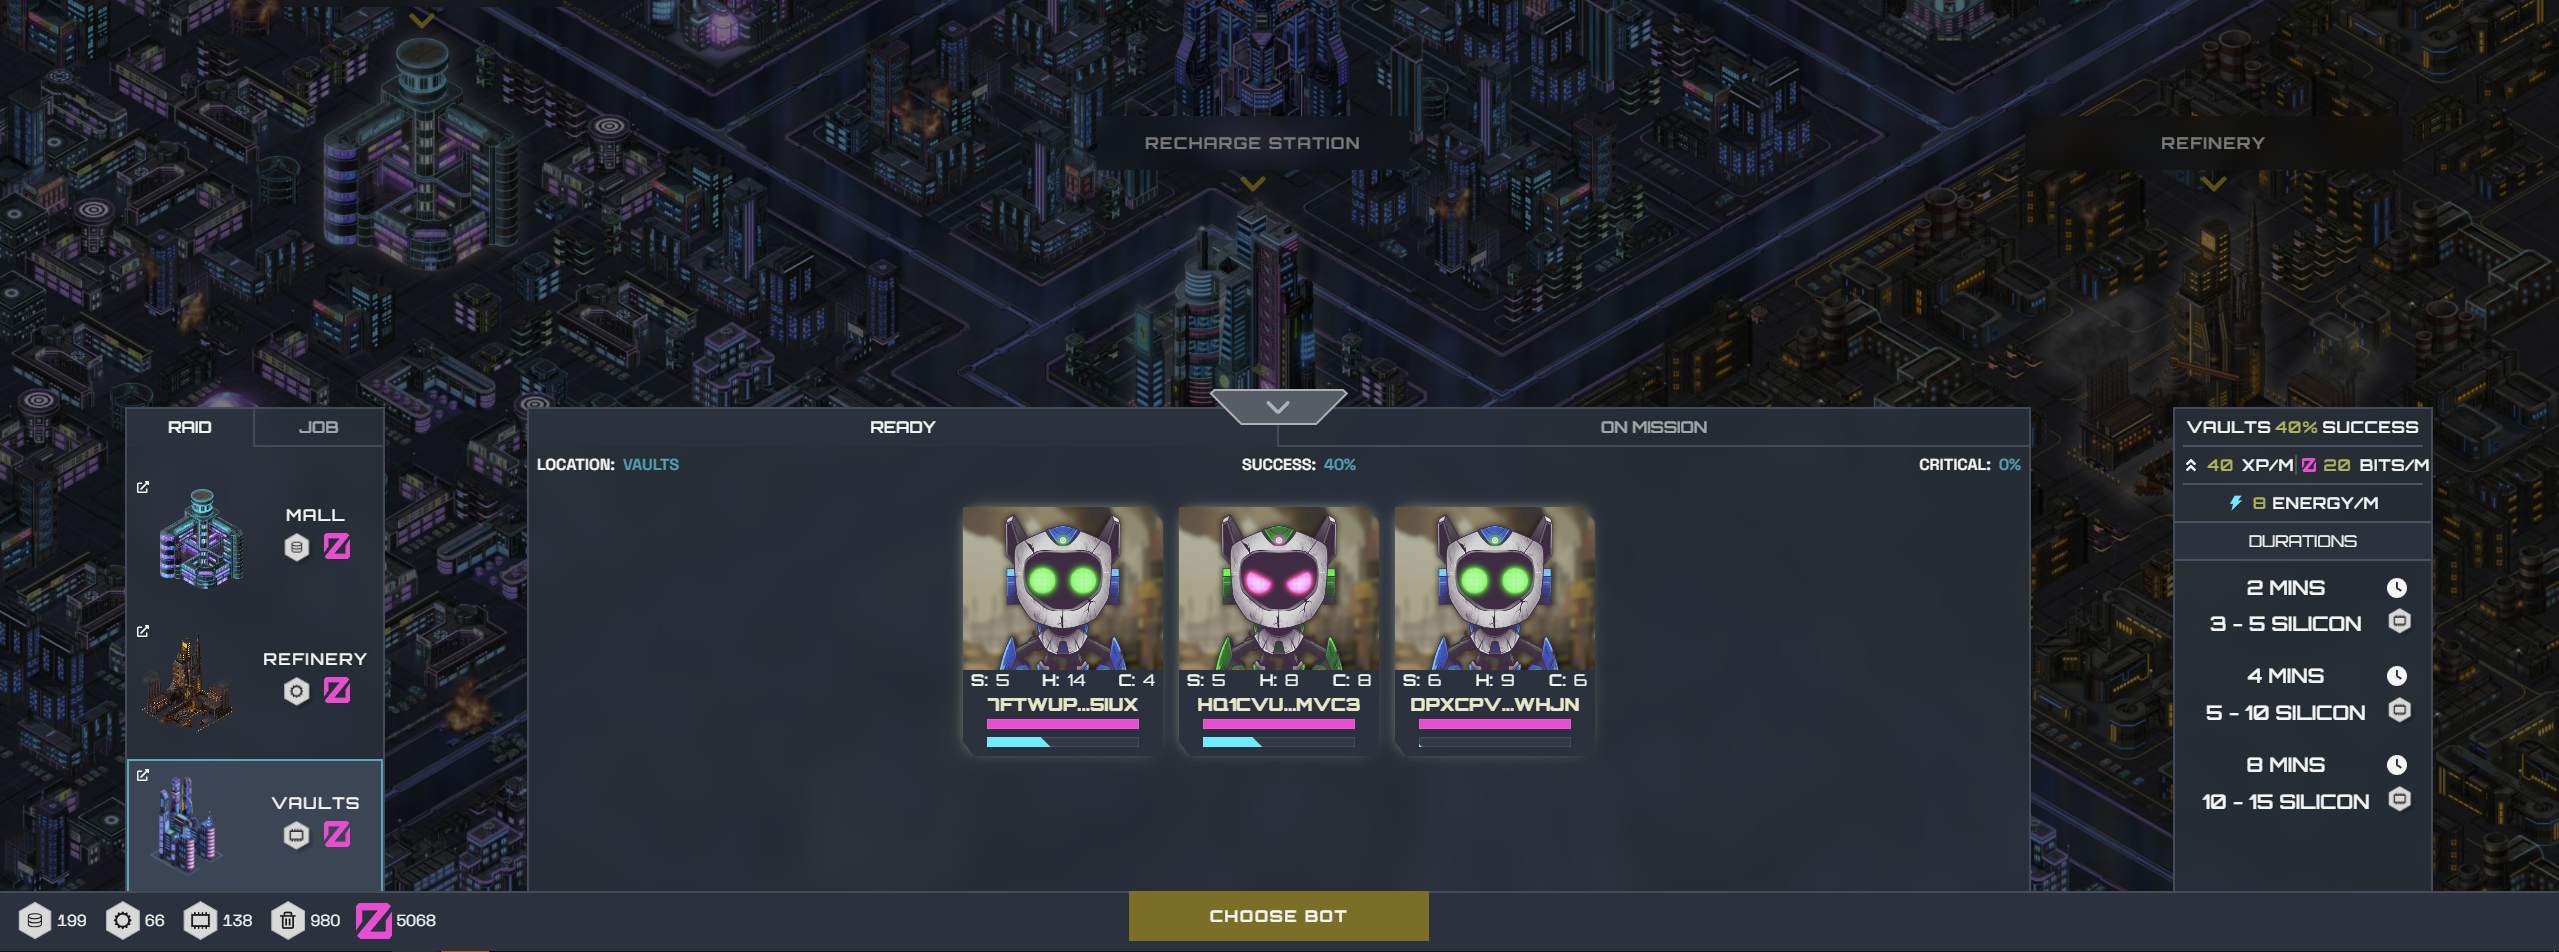 RECHARGE STATION
REFINERY
RAID
JOB
MALL
REFINERY
VAULTS
READY
ON MISSION
LOCATION: VAULTS
SUCCESS: 40%
CRITICAL: 0%
S: 5 H: 14 C: 4
7FTWUP...5IUX
S: 5 H: 8 C: 8
HQ1CVU...MVC3
S: 6 H: 9 C: 6
DPXCPV...WHJN
VAULTS 40% SUCCESS
40 XP/M 20 BITS/M
8 ENERGY/M
DURATIONS
2 MINS
3 - 5 SILICON
4 MINS
5 - 10 SILICON
8 MINS
10 - 15 SILICON
199 66 138 980 5068
CHOOSE BOT